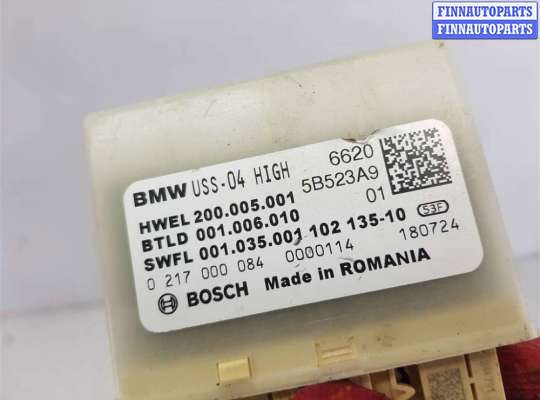 FINNAUTOPARTS
FINNAUTOPARTS
BMW USS-04 HIGH 6620
HWEL 200.005.001 5B523A9
BTLD 001.006.010 01
SWFL 001.035.001 102 135-10 53F
0 217 000 084 0000114 180724
BOSCH Made in ROMANIA